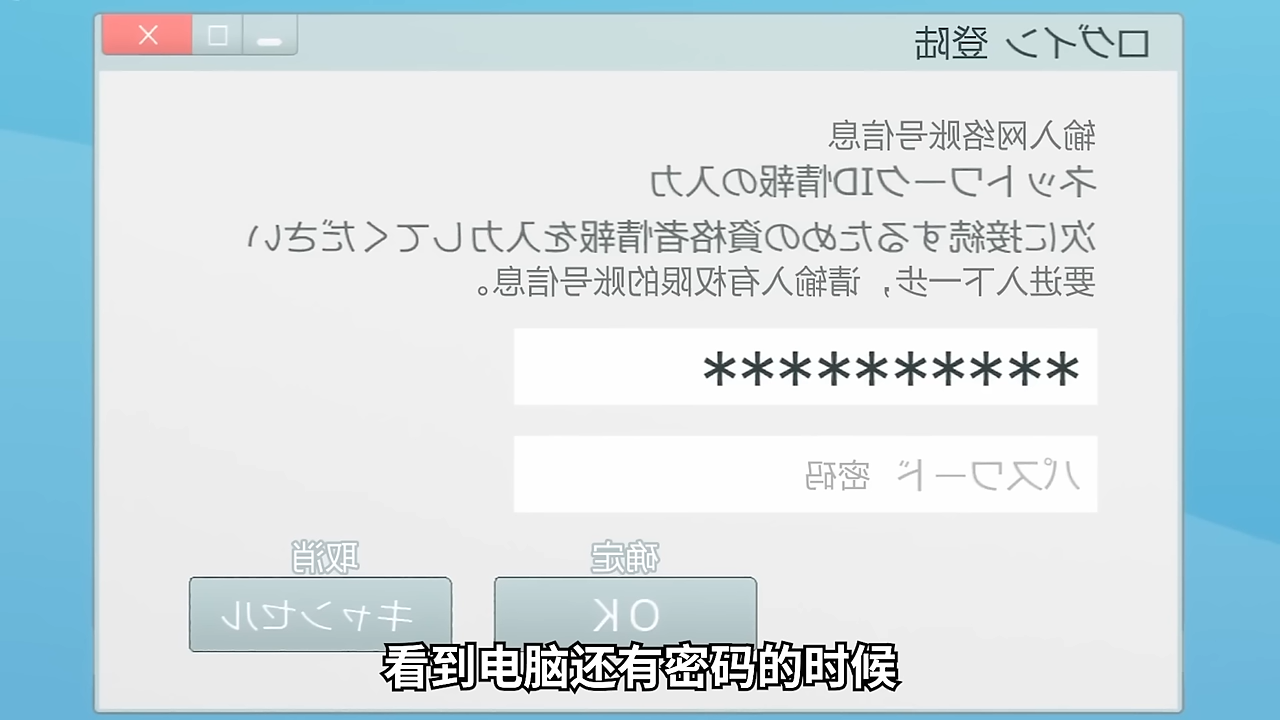 ログイン 登陆
输入网络账号信息
ネットワークID情報の入力
次に接続するための資格者情報を入力してください
要进入下一步，请输入有权限的账号信息。
**********
パスワード 密码
确定 取消
OK キャンセル
看到电脑还有密码的时候